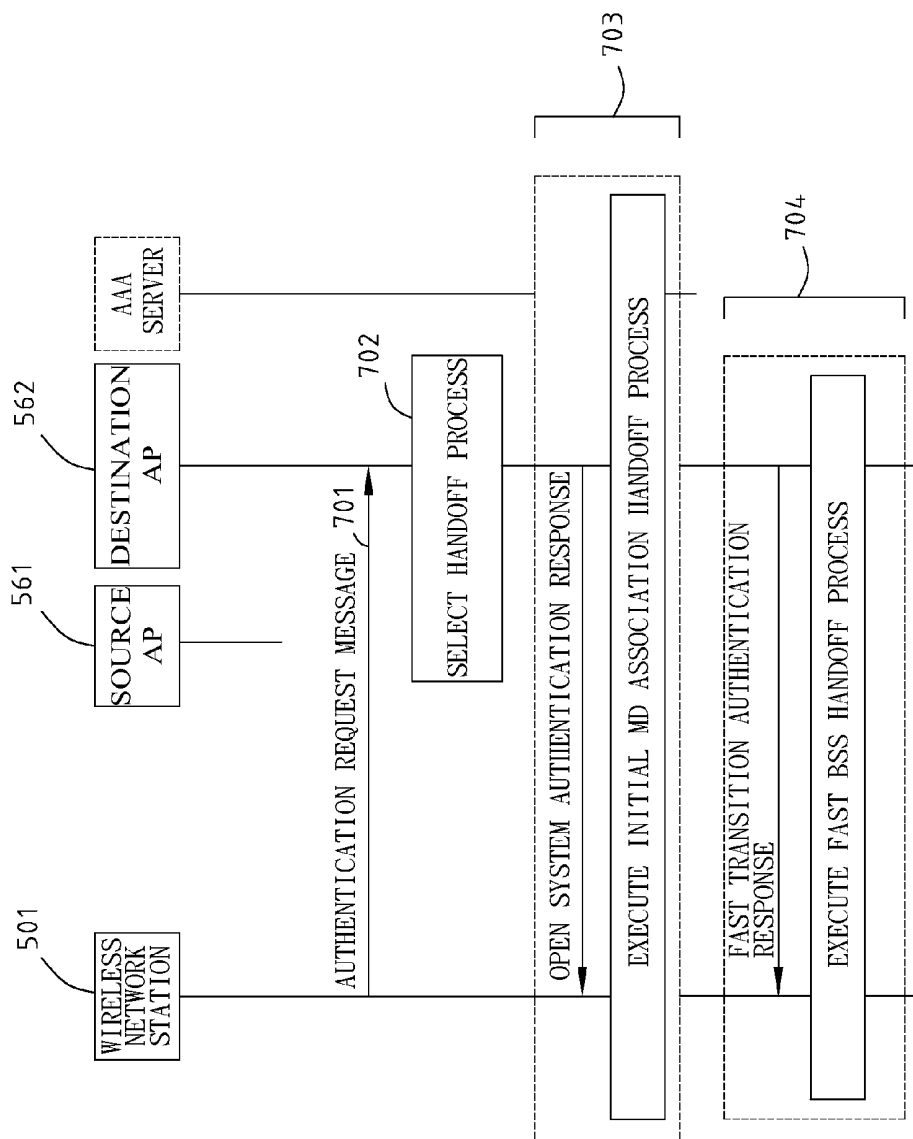 501
561
562
WIRELESS
NETWORK
STATION
SOURCE
AP
DESTINATION
AP
AAA
SERVER
AUTHENTICATION REQUEST MESSAGE
701
702
SELECT HANDOFF PROCESS
703
OPEN SYSTEM AUTHENTICATION RESPONSE
EXECUTE INITIAL MD ASSOCIATION HANDOFF PROCESS
704
FAST TRANSITION AUTHENTICATION
RESPONSE
EXECUTE FAST BSS HANDOFF PROCESS